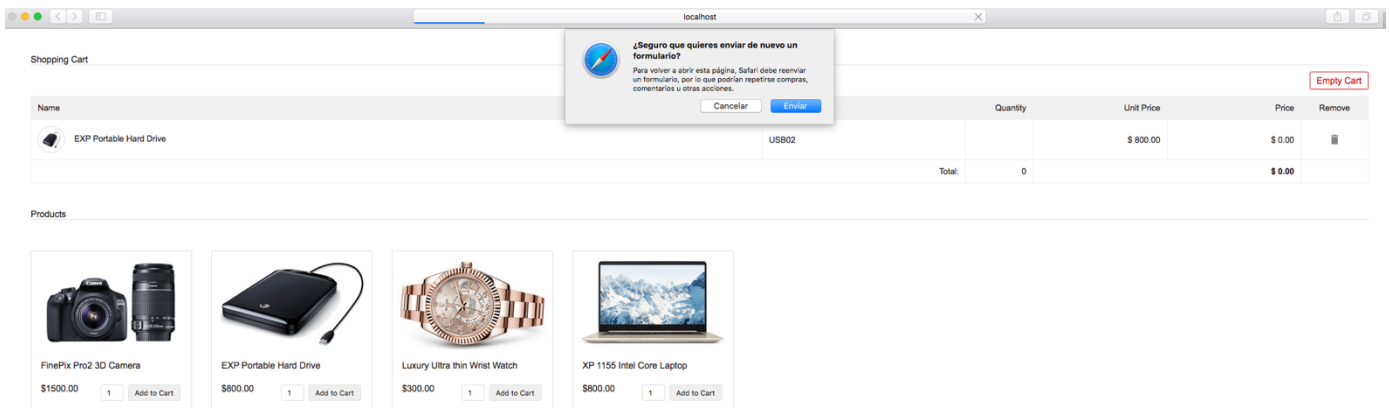 localhost
¿Seguro que quieres enviar de nuevo un
formulario?
Para volver a abrir esta página, Safari debe reenviar
un formulario, por lo que podrían repetirse compras,
comentarios u otras acciones.
Cancelar Enviar
Shopping Cart
Empty Cart
Name Quantity Unit Price Price Remove
EXP Portable Hard Drive USB02 $ 800.00 $ 0.00
Total: 0 $ 0.00
Products
Canon
FinePix Pro2 3D Camera EXP Portable Hard Drive Luxury Ultra thin Wrist Watch XP 1155 Intel Core Laptop
$1500.00 1 Add to Cart $800.00 1 Add to Cart $300.00 1 Add to Cart $800.00 1 Add to Cart